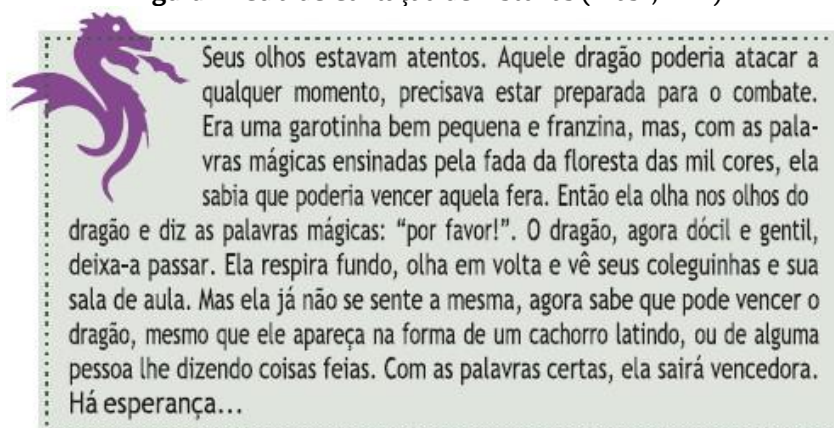 Seus olhos estavam atentos. Aquele dragão poderia atacar a
qualquer momento, precisava estar preparada para o combate.
Era uma garotinha bem pequena e franzina, mas, com as pala-
vras mágicas ensinadas pela fada da floresta das mil cores, ela
sabia que poderia vencer aquela fera. Então ela olha nos olhos do
dragão e diz as palavras mágicas: “por favor!”. O dragão, agora dócil e gentil,
deixa-a passar. Ela respira fundo, olha em volta e vê seus coleguinhas e sua
sala de aula. Mas ela já não se sente a mesma, agora sabe que pode vencer o
dragão, mesmo que ele apareça na forma de um cachorro latindo, ou de alguma
pessoa lhe dizendo coisas feias. Com as palavras certas, ela sairá vencedora.
Há esperança...